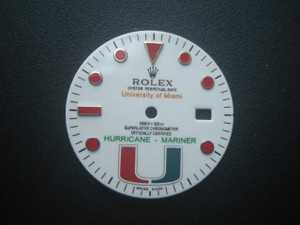 ROLEX
OYSTER PERPETUAL DATE
University of Miami
SUPERLATIVE CHRONOMETER
OFFICIALLY CERTIFIED
HURRICANE - MARINER
U